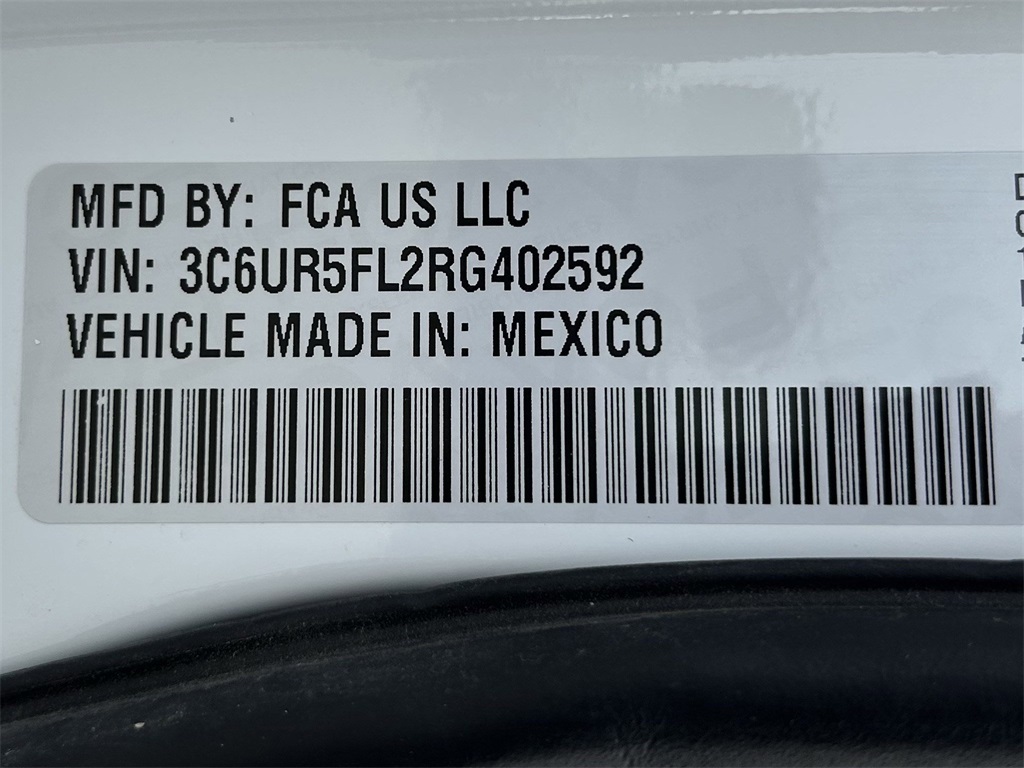 MFD BY: FCA US LLC
VIN: 3C6UR5FL2RG402592
VEHICLE MADE IN: MEXICO